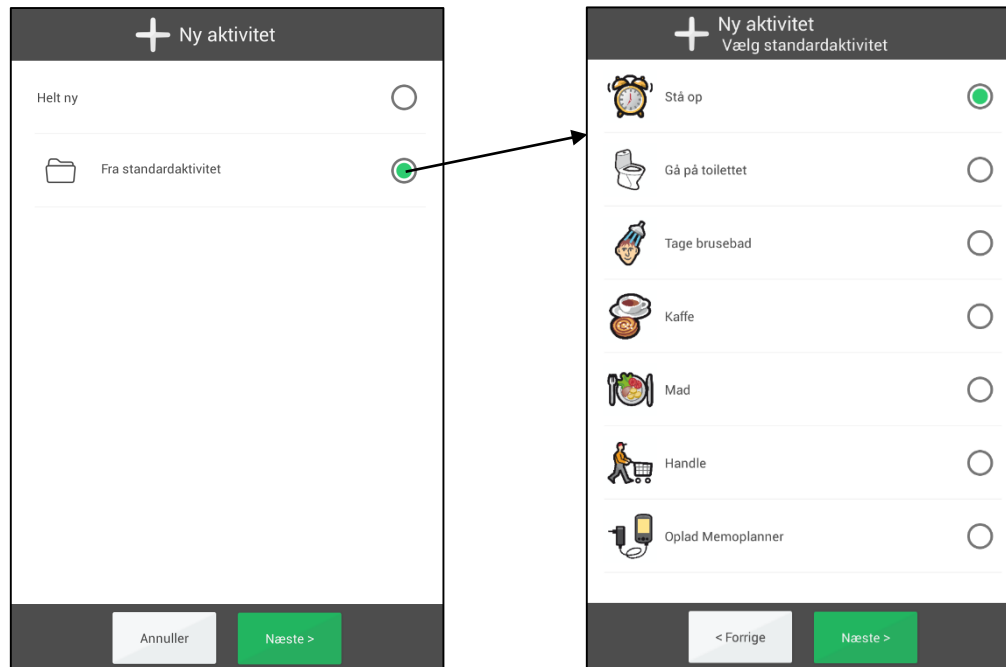 Ny aktivitet
Helt ny
Fra standardaktivitet
Annuller
Næste >
Ny aktivitet
Vælg standardaktivitet
Stå op
Gå på toilettet
Tage brusebad
Kaffe
Mad
Handle
Oplad Memoplanner
< Forrige
Næste >